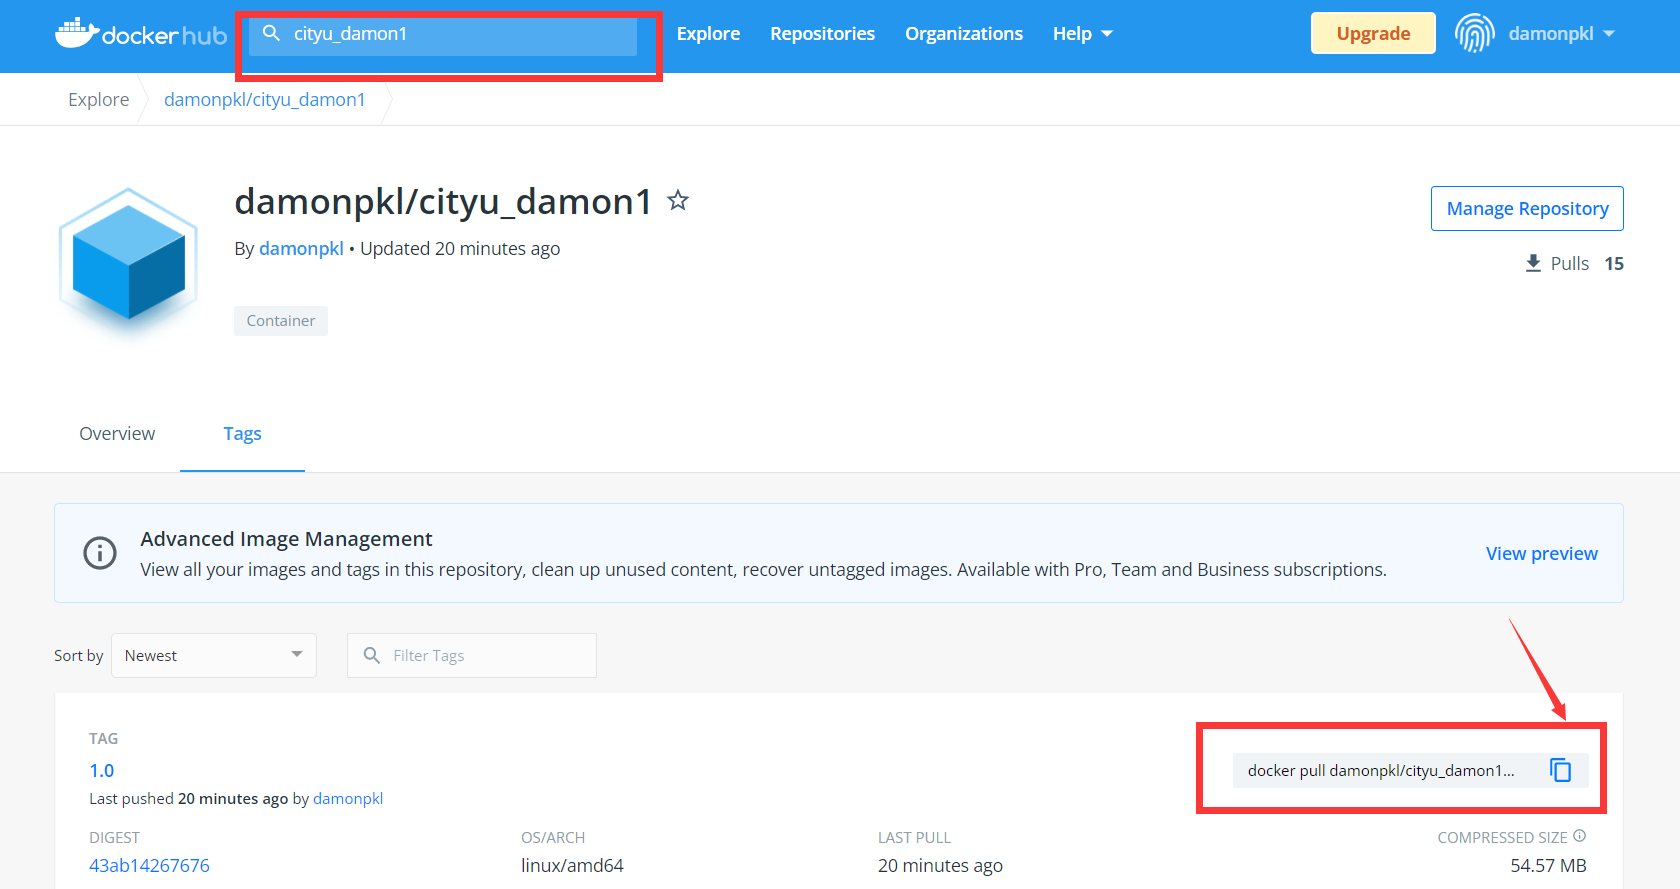 docker hub
cityu_damon1
Explore
Repositories
Organizations
Help
Upgrade
damonpkl
Explore
damonpkl/cityu_damon1
damonpkl/cityu_damon1
By damonpkl • Updated 20 minutes ago
Container
Manage Repository
Pulls 15
Overview
Tags
Advanced Image Management
View all your images and tags in this repository, clean up unused content, recover untagged images. Available with Pro, Team and Business subscriptions.
View preview
Sort by
Newest
Filter Tags
TAG
1.0
Last pushed 20 minutes ago by damonpkl
docker pull damonpkl/cityu_damon1...
DIGEST
OS/ARCH
LAST PULL
COMPRESSED SIZE
43ab14267676
linux/amd64
20 minutes ago
54.57 MB